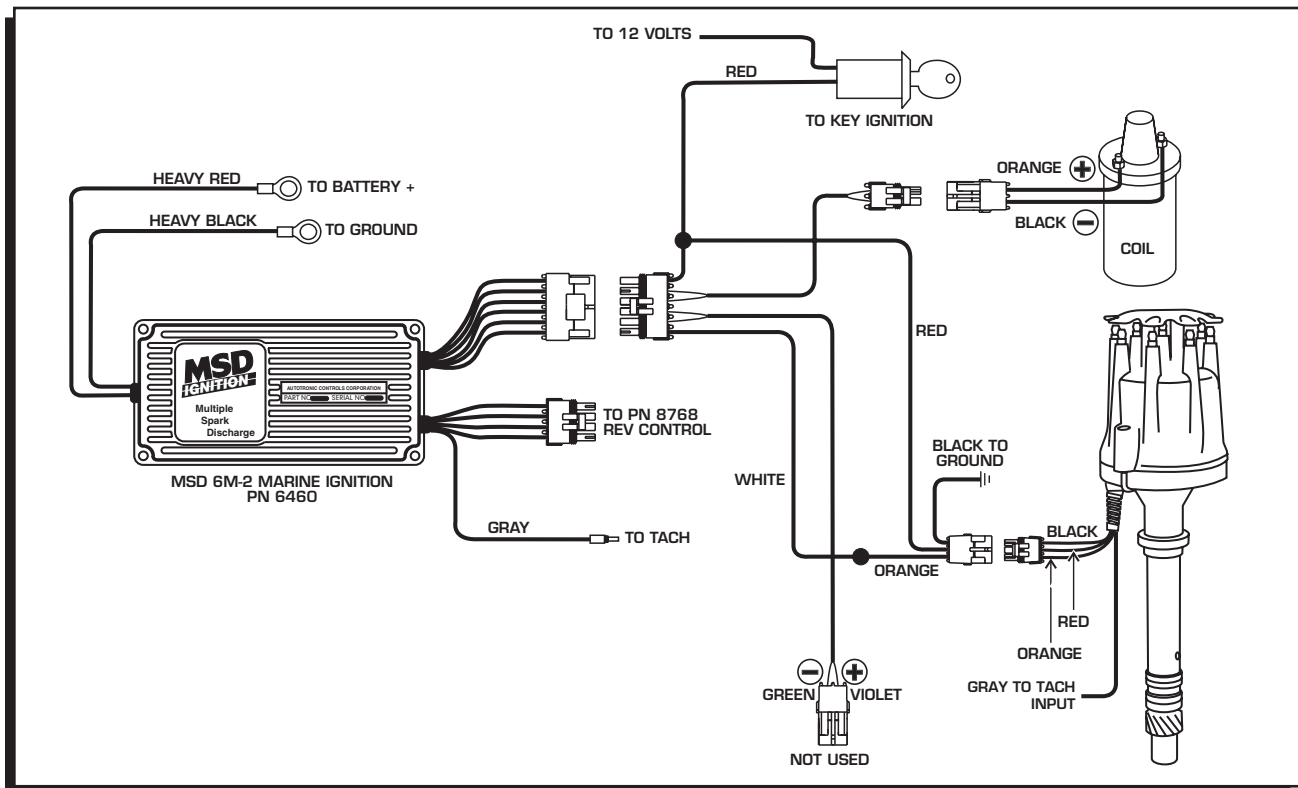 TO 12 VOLTS
RED
TO KEY IGNITION
ORANGE +
BLACK −
COIL
HEAVY RED
TO BATTERY +
HEAVY BLACK
TO GROUND
MSD
IGNITION
Multiple
Spark
Discharge
AUTOTRONIC CONTROLS CORPORATION
PART NO
SERIAL NO
MSD 6M-2 MARINE IGNITION
PN 6460
TO PN 8768
REV CONTROL
GRAY
TO TACH
RED
WHITE
BLACK TO
GROUND
BLACK
ORANGE
RED
ORANGE
GRAY TO TACH
INPUT
− +
GREEN VIOLET
NOT USED